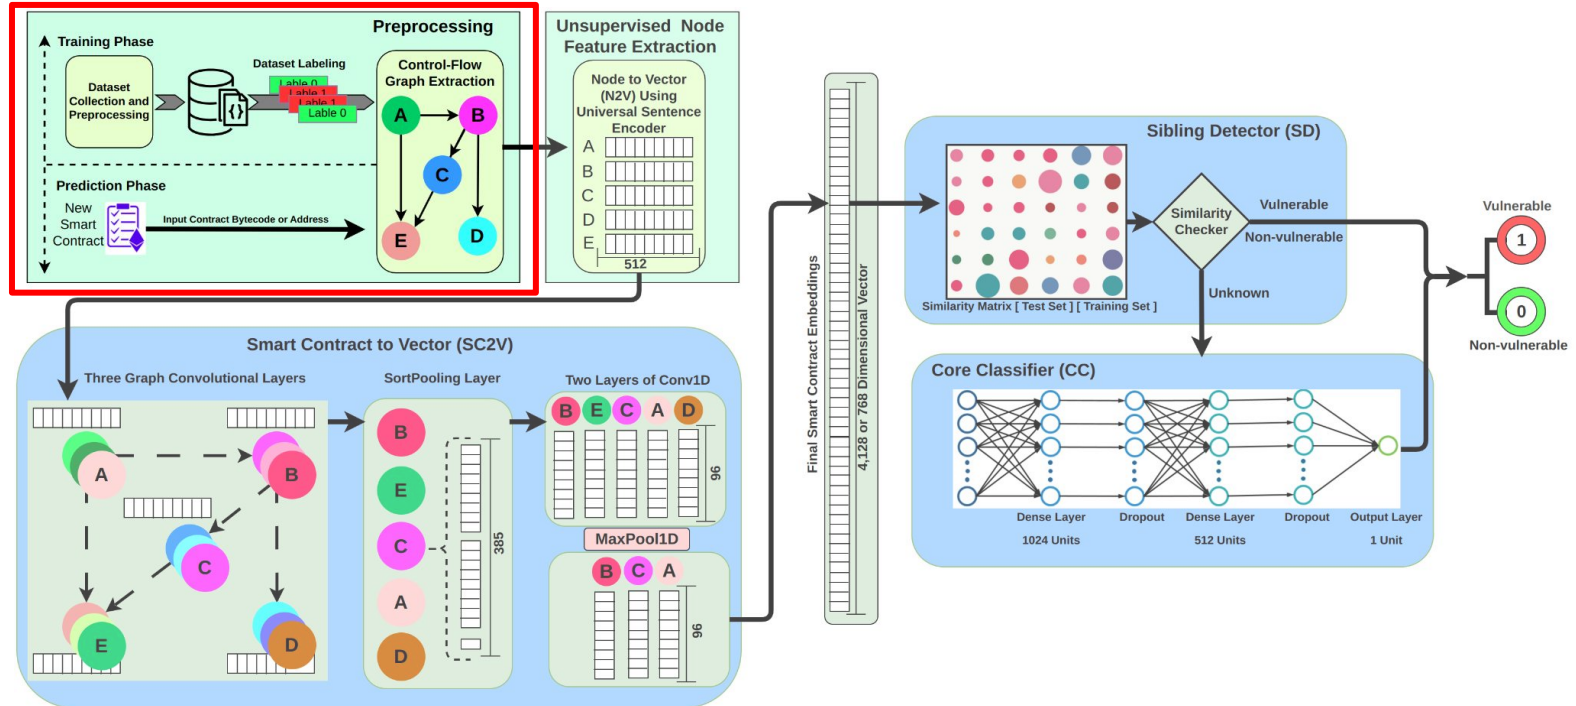 Preprocessing
Training Phase
Dataset
Collection and
Preprocessing
Dataset Labeling
Lable 0
Lable 1
Lable 1
Lable 0
{}
Control-Flow
Graph Extraction
A
B
C
E
D
Prediction Phase
New
Smart
Contract
Input Contract Bytecode or Address
Unsupervised Node
Feature Extraction
Node to Vector
(N2V) Using
Universal Sentence
Encoder
A
B
C
D
E
512
Smart Contract to Vector (SC2V)
Three Graph Convolutional Layers
A
B
C
E
D
SortPooling Layer
B
E
C
A
D
385
Two Layers of Conv1D
B E C A D
96
MaxPool1D
B C A
96
Final Smart Contract Embeddings
4,128 or 768 Dimensional Vector
Sibling Detector (SD)
Similarity Matrix [ Test Set ] [ Training Set ]
Similarity
Checker
Vulnerable
Non-vulnerable
Unknown
Core Classifier (CC)
Dense Layer
1024 Units
Dropout
Dense Layer
512 Units
Dropout
Output Layer
1 Unit
Vulnerable
1
0
Non-vulnerable